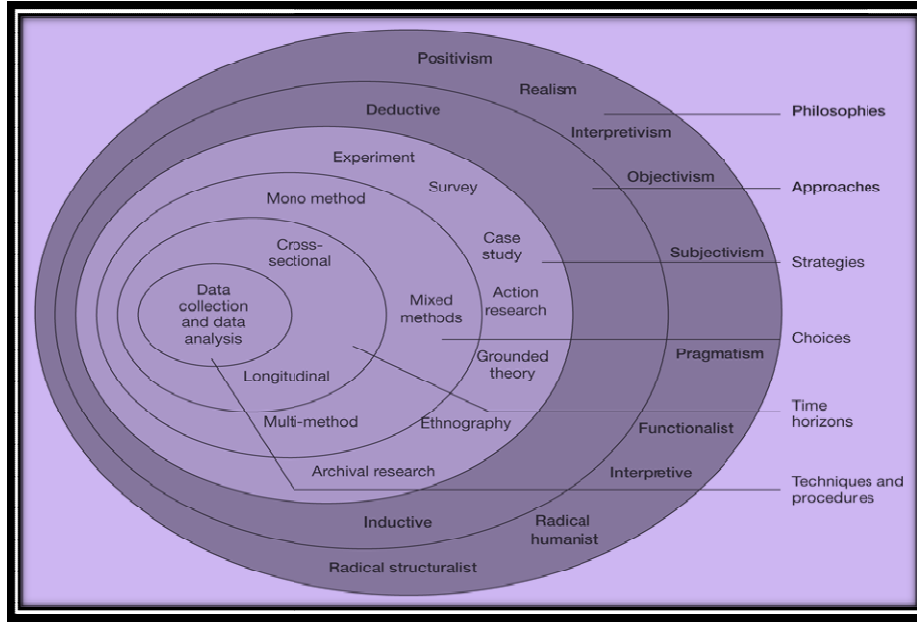 Positivism
Realism
Philosophies
Deductive
Interpretivism
Experiment
Objectivism
Approaches
Survey
Mono method
Cross-
sectional
Case
study
Subjectivism
Strategies
Data
collection
and data
analysis
Mixed
methods
Action
research
Choices
Grounded
theory
Pragmatism
Longitudinal
Time
horizons
Multi-method
Ethnography
Functionalist
Archival research
Interpretive
Techniques and
procedures
Inductive
Radical
humanist
Radical structuralist